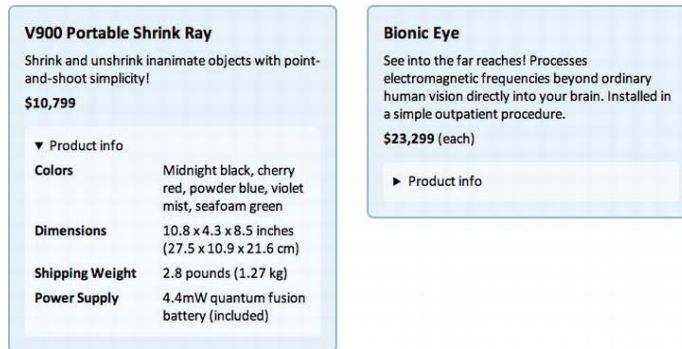 V900 Portable Shrink Ray
Shrink and unshrink inanimate objects with point-
and-shoot simplicity!
$10,799
▼ Product info
Colors Midnight black, cherry
red, powder blue, violet
mist, seafoam green
Dimensions 10.8 x 4.3 x 8.5 inches
(27.5 x 10.9 x 21.6 cm)
Shipping Weight 2.8 pounds (1.27 kg)
Power Supply 4.4mW quantum fusion
battery (included)
Bionic Eye
See into the far reaches! Processes
electromagnetic frequencies beyond ordinary
human vision directly into your brain. Installed in
a simple outpatient procedure.
$23,299 (each)
► Product info